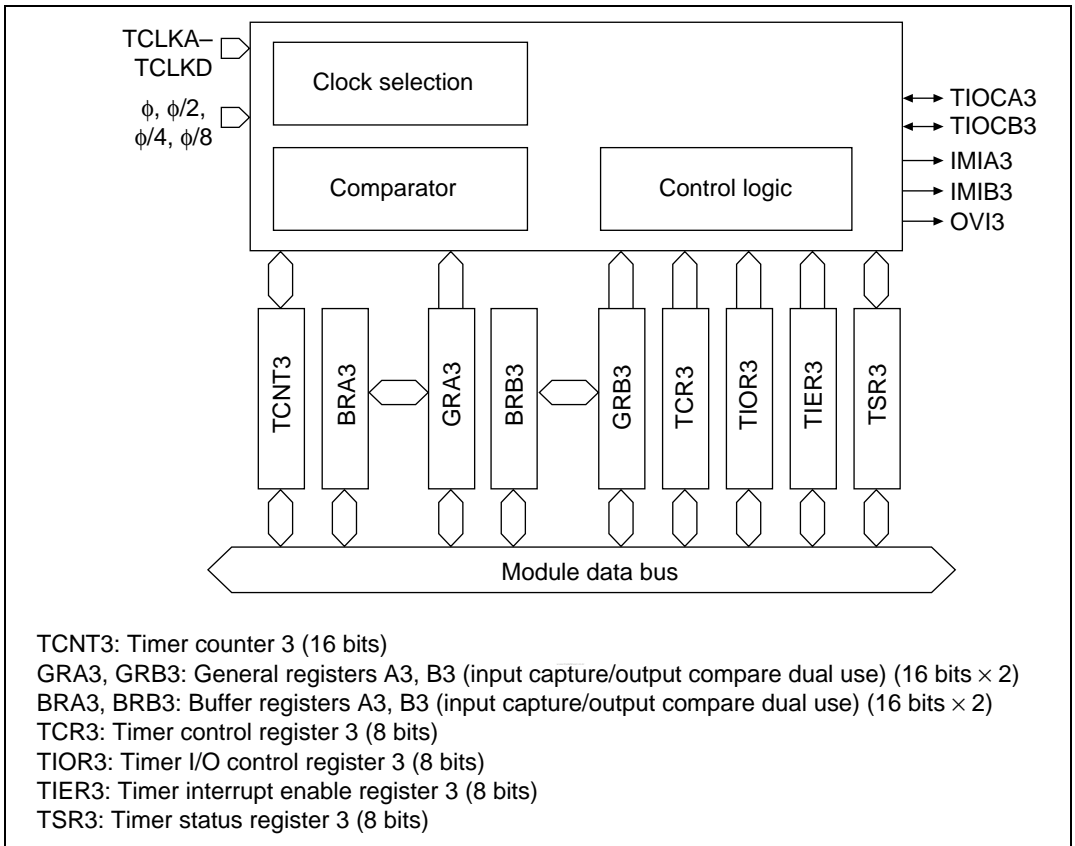 TCLKA–
TCLKD
ϕ, ϕ/2,
ϕ/4, ϕ/8
Clock selection
Comparator
Control logic
TIOCA3
TIOCB3
IMIA3
IMIB3
OVI3
TCNT3
BRA3
GRA3
BRB3
GRB3
TCR3
TIOR3
TIER3
TSR3
Module data bus
TCNT3: Timer counter 3 (16 bits)
GRA3, GRB3: General registers A3, B3 (input capture/output compare dual use) (16 bits × 2)
BRA3, BRB3: Buffer registers A3, B3 (input capture/output compare dual use) (16 bits × 2)
TCR3: Timer control register 3 (8 bits)
TIOR3: Timer I/O control register 3 (8 bits)
TIER3: Timer interrupt enable register 3 (8 bits)
TSR3: Timer status register 3 (8 bits)